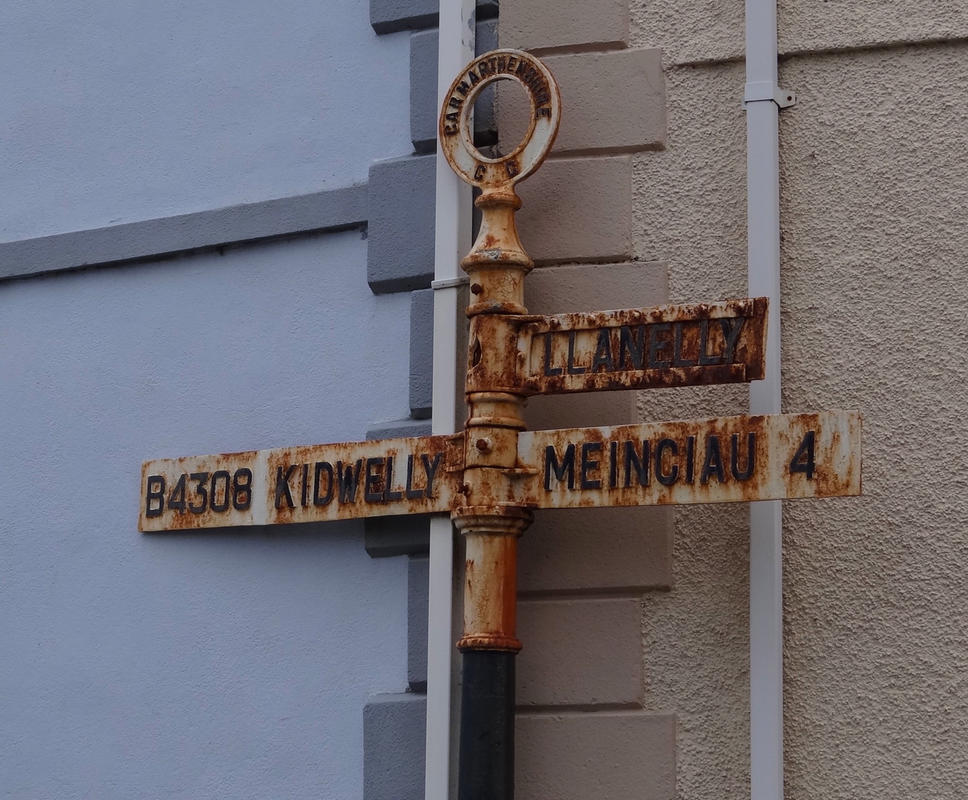 CARMARTHENSHIRE
C C
LLANELLY
B4308 KIDWELLY
MEINCIAU 4